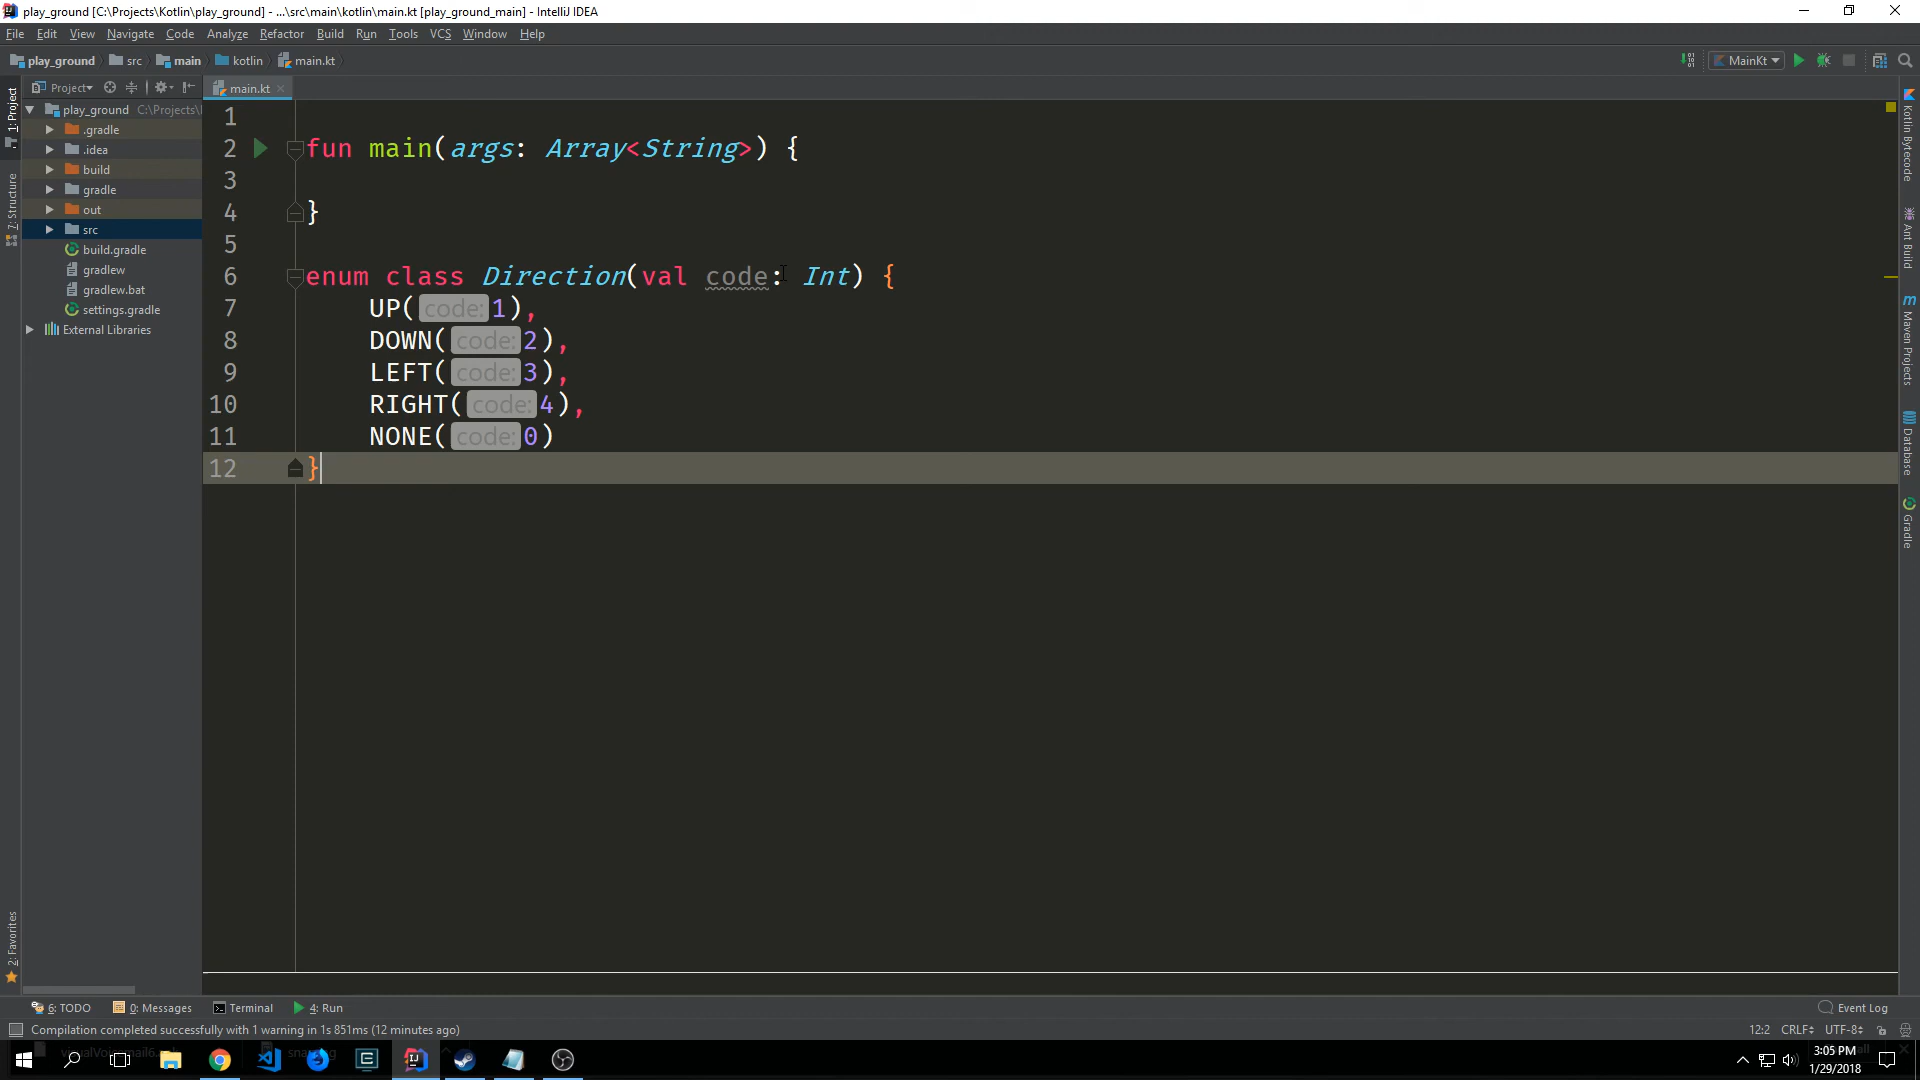 play_ground [C:\Projects\Kotlin\play_ground] - ...\src\main\kotlin\main.kt [play_ground_main] - IntelliJ IDEA
File Edit View Navigate Code Analyze Refactor Build Run Tools VCS Window Help
play_ground src main kotlin main.kt MainKt
Project main.kt
1: Project
7: Structure
2: Favorites
play_ground C:\Projects\
.gradle
.idea
build
gradle
out
src
build.gradle
gradlew
gradlew.bat
settings.gradle
External Libraries
1
2 fun main(args: Array<String>) {
3
4 }
5
6 enum class Direction(val code: Int) {
7 UP( code: 1),
8 DOWN( code: 2),
9 LEFT( code: 3),
10 RIGHT( code: 4),
11 NONE( code: 0)
12 }
Kotlin Bytecode
Ant Build
Maven Projects
Database
Gradle
6: TODO 0: Messages Terminal 4: Run Event Log
Compilation completed successfully with 1 warning in 1s 851ms (12 minutes ago) 12:2 CRLF UTF-8
3:05 PM
1/29/2018